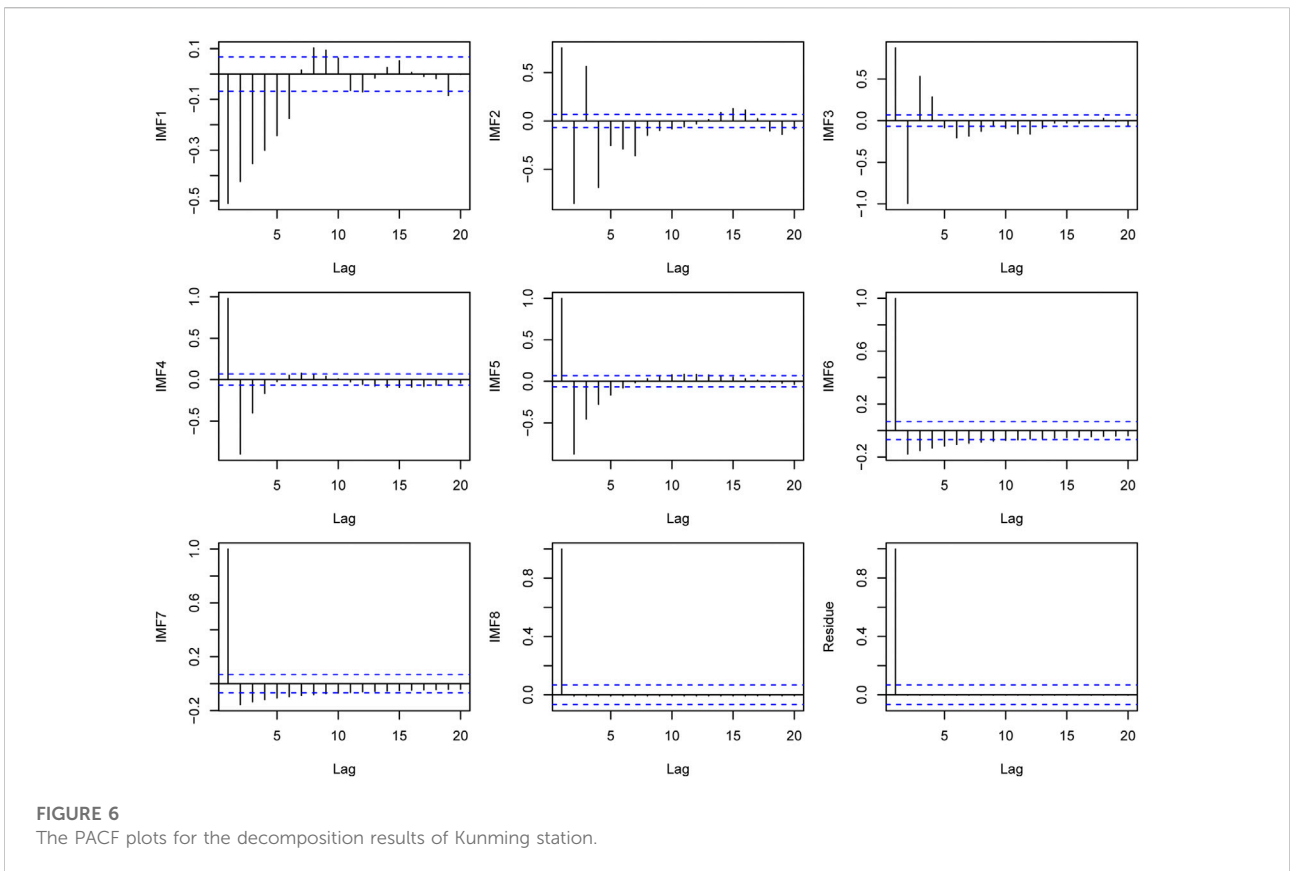 IMF1
0.1
−0.1
−0.3
−0.5
5 10 15 20
Lag
IMF2
0.5
0.0
−0.5
5 10 15 20
Lag
IMF3
0.5
0.0
−0.5
−1.0
5 10 15 20
Lag
IMF4
1.0
0.5
0.0
−0.5
5 10 15 20
Lag
IMF5
1.0
0.5
0.0
−0.5
5 10 15 20
Lag
IMF6
1.0
0.6
0.2
−0.2
5 10 15 20
Lag
IMF7
1.0
0.6
0.2
−0.2
5 10 15 20
Lag
IMF8
0.8
0.4
0.0
5 10 15 20
Lag
Residue
0.8
0.4
0.0
5 10 15 20
Lag
FIGURE 6
The PACF plots for the decomposition results of Kunming station.